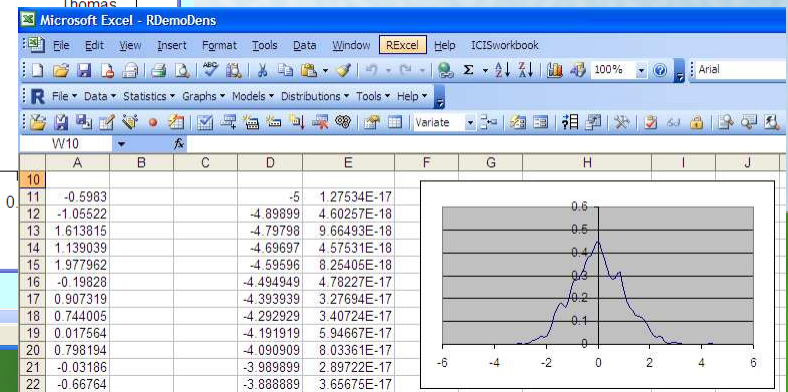 Thomas
Microsoft Excel - RDemoDens
File Edit View Insert Format Tools Data Window RExcel Help ICISworkbook
100% Arial
R File Data Statistics Graphs Models Distributions Tools Help
Variate
W10 fx
A B C D E F G H I J
10
0. 11 -0.5983 -5 1.27534E-17
12 -1.05522 -4.89899 4.60257E-18
13 1.613815 -4.79798 9.66493E-18
14 1.139039 -4.69697 4.57531E-18
15 1.977962 -4.59596 8.25405E-18
16 -0.19828 -4.494949 4.78227E-17
17 0.907319 -4.393939 3.27694E-17
18 0.744005 -4.292929 3.40724E-17
19 0.017564 -4.191919 5.94667E-17
20 0.798194 -4.090909 8.03361E-17
21 -0.03186 -3.989899 2.89722E-17
22 -0.66764 -3.888889 3.65675E-17
0.6
0.5
0.4
0.3
0.2
0.1
0
-6 -4 -2 0 2 4 6